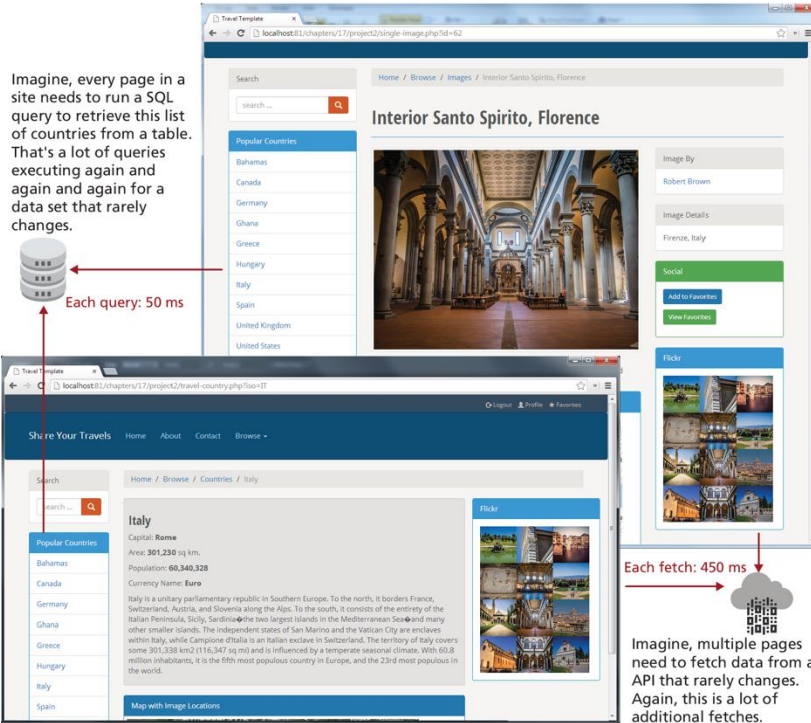 Travel Template
localhost:81/chapters/17/project2/single-image.php?id=62
Imagine, every page in a
site needs to run a SQL
query to retrieve this list
of countries from a table.
That's a lot of queries
executing again and
again and again for a
data set that rarely
changes.
Each query: 50 ms
Search
search ...
Popular Countries
Bahamas
Canada
Germany
Ghana
Greece
Hungary
Italy
Spain
United Kingdom
United States
Home / Browse / Images / Interior Santo Spirito, Florence
Interior Santo Spirito, Florence
Image By
Robert Brown
Image Details
Firenze, Italy
Social
Add to Favorites
View Favorites
Flickr
Travel Template
localhost:81/chapters/17/project2/travel-country.php?iso=IT
Logout Profile Favorites
Share Your Travels Home About Contact Browse
Search
search ...
Popular Countries
Bahamas
Canada
Germany
Ghana
Greece
Hungary
Italy
Spain
Home / Browse / Countries / Italy
Italy
Capital: Rome
Area: 301,230 sq km.
Population: 60,340,328
Currency Name: Euro
Italy is a unitary parliamentary republic in Southern Europe. To the north, it borders France,
Switzerland, Austria, and Slovenia along the Alps. To the south, it consists of the entirety of the
Italian Peninsula, Sicily, Sardinia�the two largest islands in the Mediterranean Sea�and many
other smaller islands. The independent states of San Marino and the Vatican City are enclaves
within Italy, while Campione d'Italia is an Italian exclave in Switzerland. The territory of Italy covers
some 301,338 km2 (116,347 sq mi) and is influenced by a temperate seasonal climate. With 60.8
million inhabitants, it is the fifth most populous country in Europe, and the 23rd most populous in
the world.
Map with Image Locations
Flickr
Each fetch: 450 ms
Imagine, multiple pages
need to fetch data from a
API that rarely changes.
Again, this is a lot of
additional fetches.